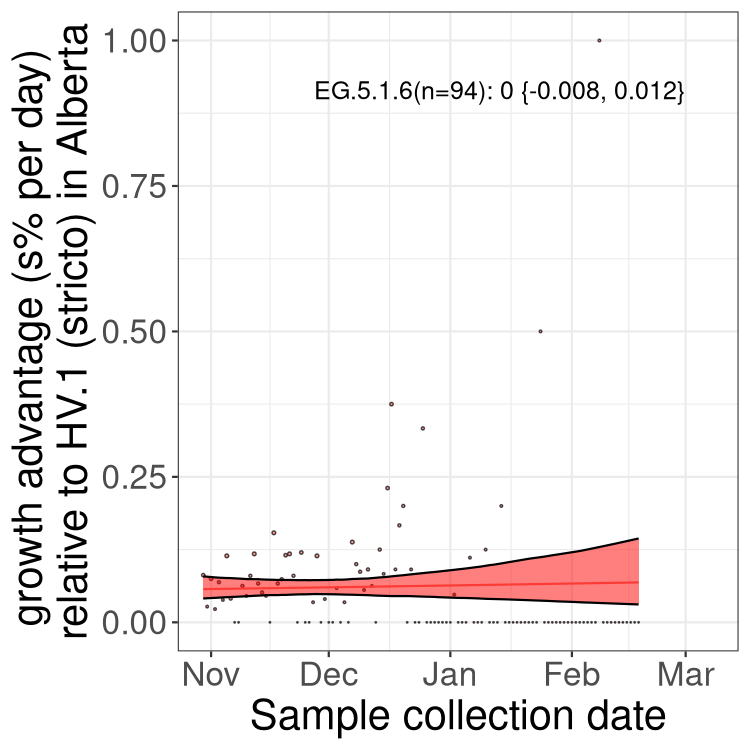 growth advantage (s% per day)
relative to HV.1 (stricto) in Alberta
1.00
0.75
0.50
0.25
0.00
EG.5.1.6(n=94): 0 {-0.008, 0.012}
Nov Dec Jan Feb Mar
Sample collection date